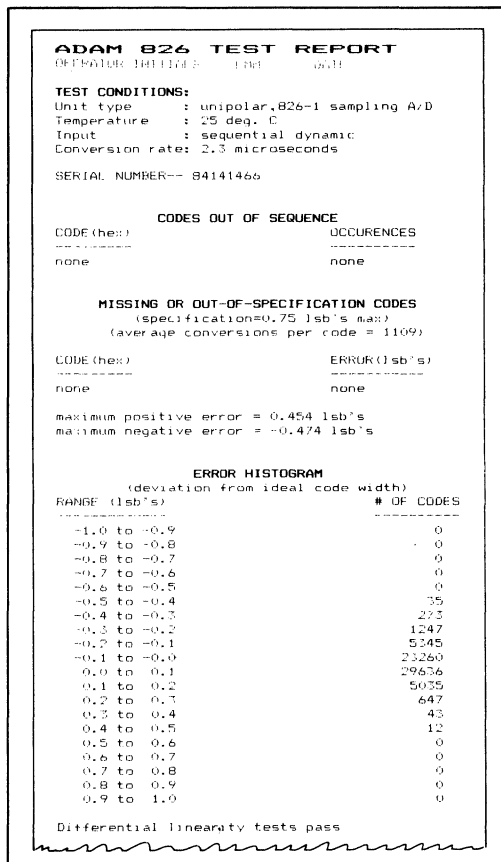 ADAM 826 TEST REPORT
OPERATOR INITIALS DATE
TEST CONDITIONS:
Unit type : unipolar,826-1 sampling A/D
Temperature : 25 deg. C
Input : sequential dynamic
Conversion rate: 2.3 microseconds
SERIAL NUMBER-- 84141466
CODES OUT OF SEQUENCE
CODE(hex) OCCURENCES
---------- ----------
none none
MISSING OR OUT-OF-SPECIFICATION CODES
(specification=0.75 lsb's max)
(average conversions per code = 1109)
CODE(hex) ERROR(lsb's)
---------- ------------
none none
maximum positive error = 0.454 lsb's
maximum negative error = -0.474 lsb's
ERROR HISTOGRAM
(deviation from ideal code width)
RANGE (lsb's) # OF CODES
-------------- ----------
-1.0 to -0.9 0
-0.9 to -0.8 0
-0.8 to -0.7 0
-0.7 to -0.6 0
-0.6 to -0.5 0
-0.5 to -0.4 35
-0.4 to -0.3 273
-0.3 to -0.2 1247
-0.2 to -0.1 5345
-0.1 to -0.0 23260
0.0 to 0.1 29636
0.1 to 0.2 5035
0.2 to 0.3 647
0.3 to 0.4 43
0.4 to 0.5 12
0.5 to 0.6 0
0.6 to 0.7 0
0.7 to 0.8 0
0.8 to 0.9 0
0.9 to 1.0 0
Differential linearity tests pass